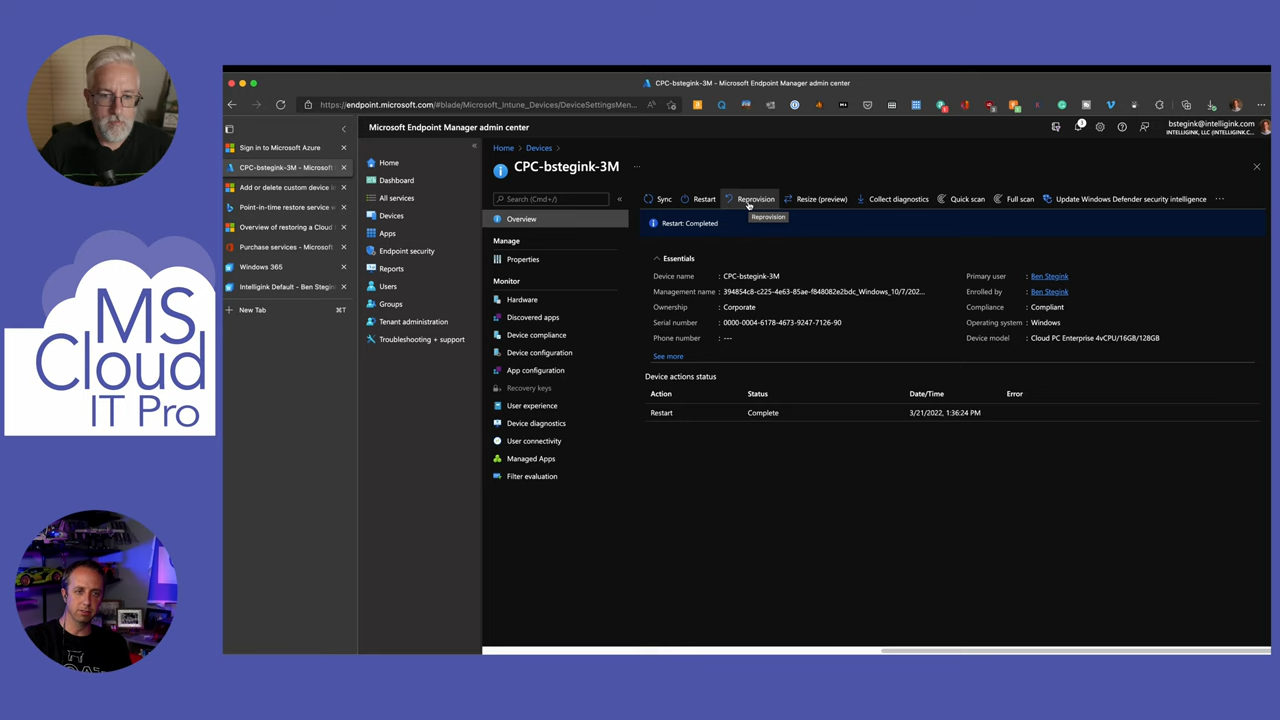 CPC-bstegink-3M - Microsoft Endpoint Manager admin center
https://endpoint.microsoft.com/#blade/Microsoft_Intune_Devices/DeviceSettingsMen...
Sign in to Microsoft Azure
CPC-bstegink-3M - Microsoft
Add or delete custom device
Point-in-time restore service
Overview of restoring a Cloud
Purchase services - Microsoft
Windows 365
Intelligink Default - Ben Stegink
New Tab
⌘T
Microsoft Endpoint Manager admin center
1
bstegink@intelligink.com
INTELLIGINK, LLC (INTELLIGINK....
Home
Dashboard
All services
Devices
Apps
Endpoint security
Reports
Users
Groups
Tenant administration
Troubleshooting + support
Home > Devices >
CPC-bstegink-3M ...
Search (Cmd+/)
Overview
Manage
Properties
Monitor
Hardware
Discovered apps
Device compliance
Device configuration
App configuration
Recovery keys
User experience
Device diagnostics
User connectivity
Managed Apps
Filter evaluation
Sync
Restart
Reprovision
Resize (preview)
Collect diagnostics
Quick scan
Full scan
Update Windows Defender security intelligence
...
Reprovision
Restart: Completed
Essentials
Device name : CPC-bstegink-3M
Management name : 394854c8-c225-4e63-85ae-f848082e2bdc_Windows_10/7/202...
Ownership : Corporate
Serial number : 0000-0004-6178-4673-9247-7126-90
Phone number : ---
Primary user : Ben Stegink
Enrolled by : Ben Stegink
Compliance : Compliant
Operating system : Windows
Device model : Cloud PC Enterprise 4vCPU/16GB/128GB
See more
Device actions status
Action Status Date/Time Error
Restart Complete 3/21/2022, 1:36:24 PM
MS
Cloud
IT Pro